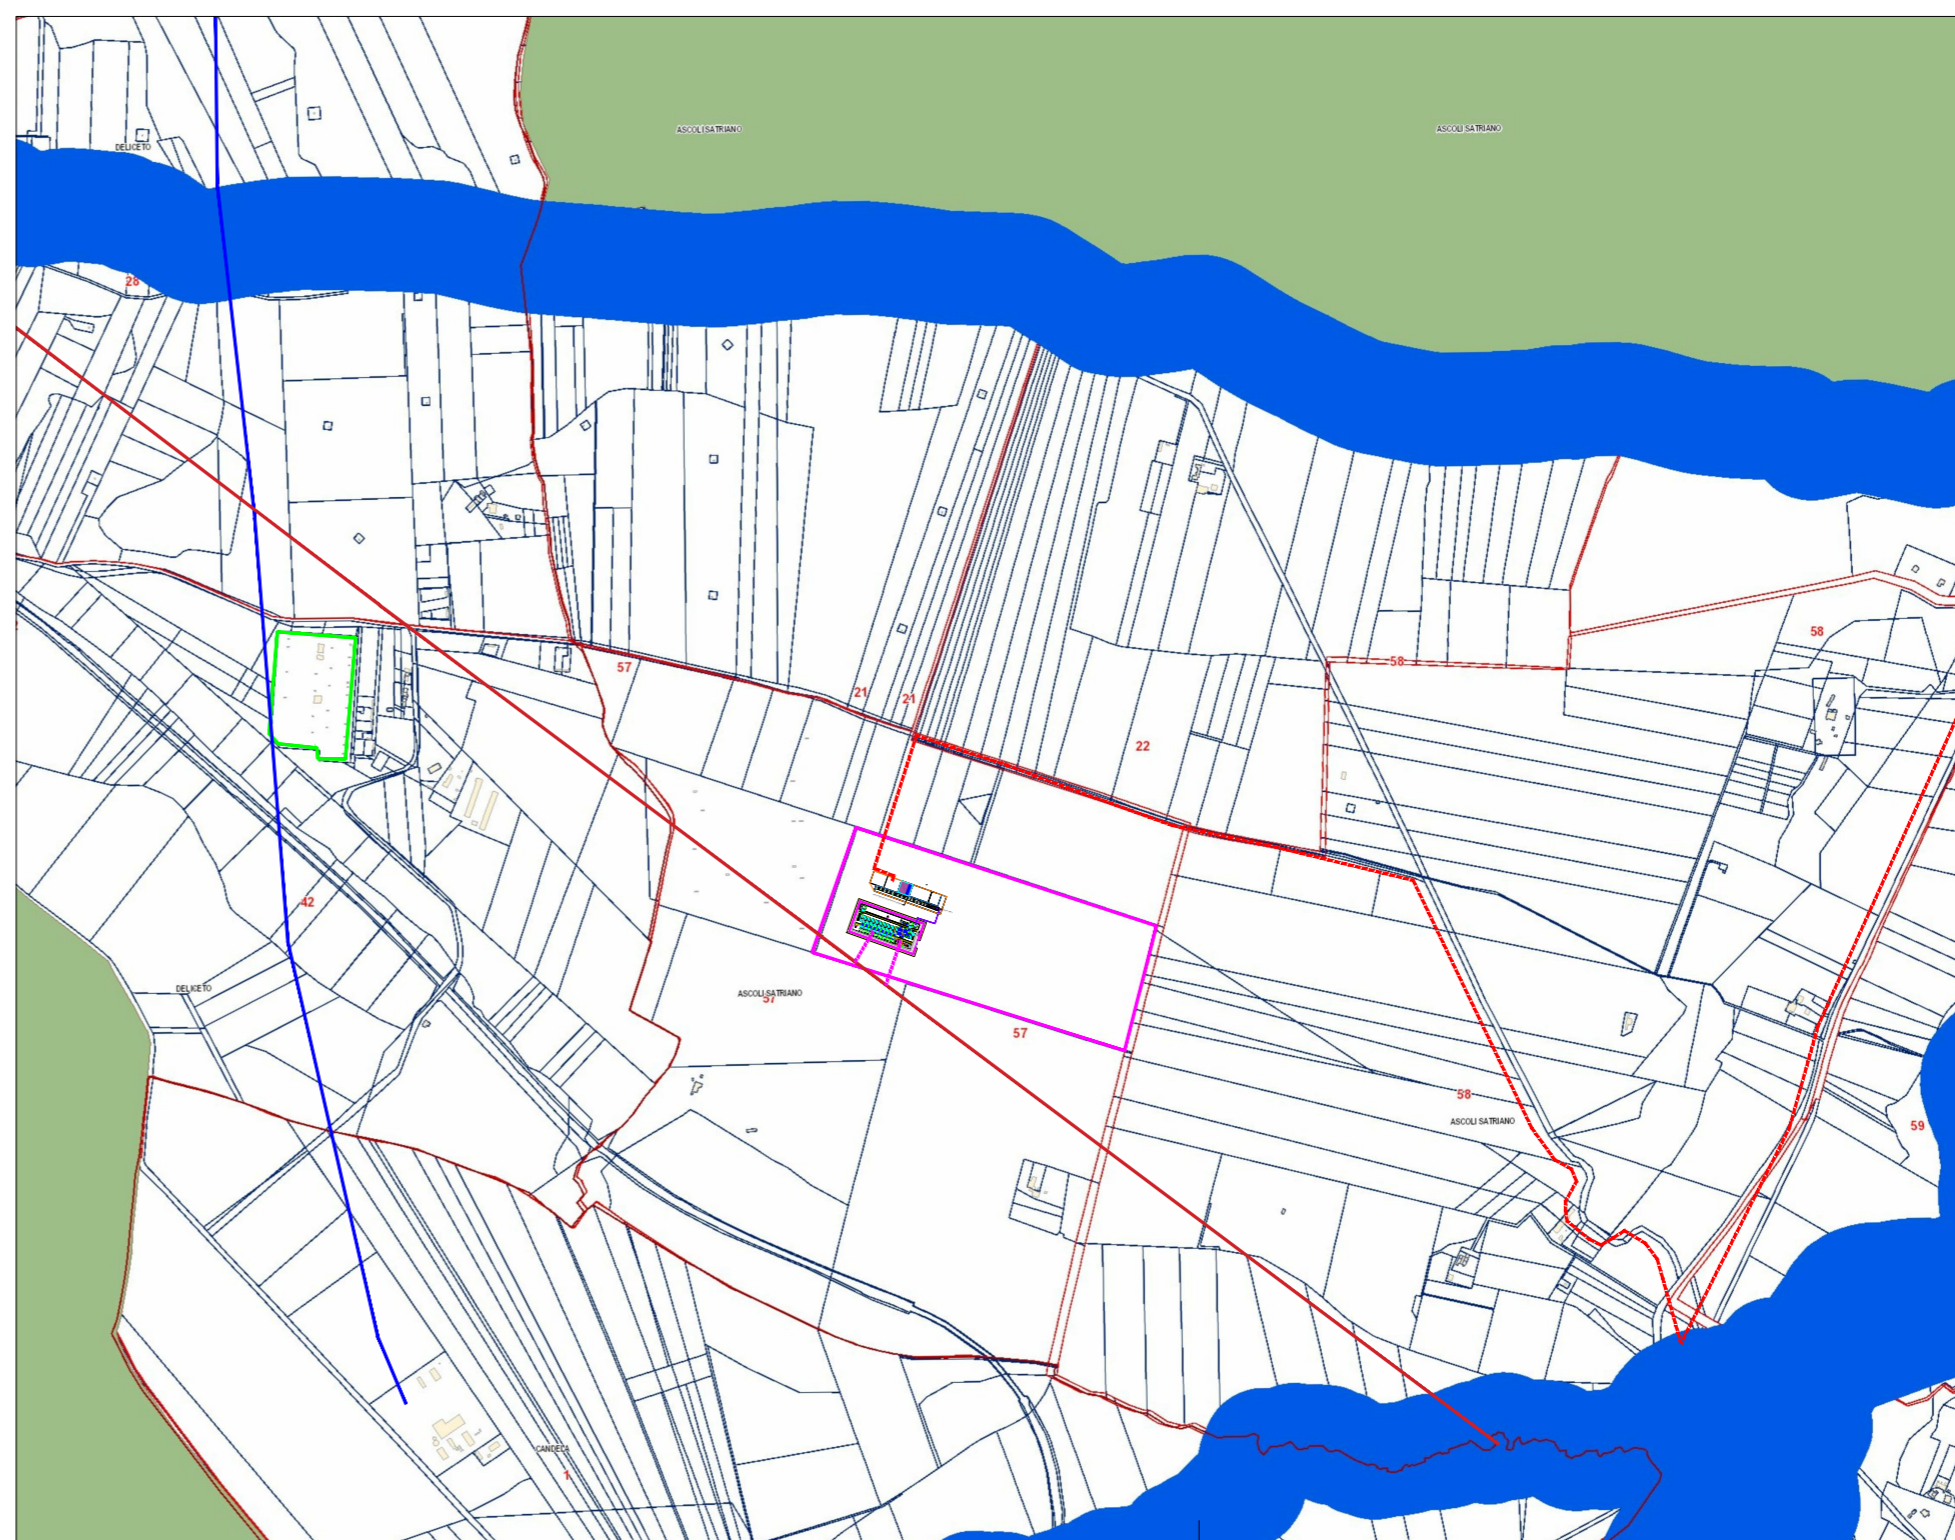 ASCOLI SATRIANO
ASCOLI SATRIANO
DELICETO
28
58
58
57
21
21
22
42
DELICETO
ASCOLI SATRIANO
57
57
58
ASCOLI SATRIANO
59
CANDELA
1